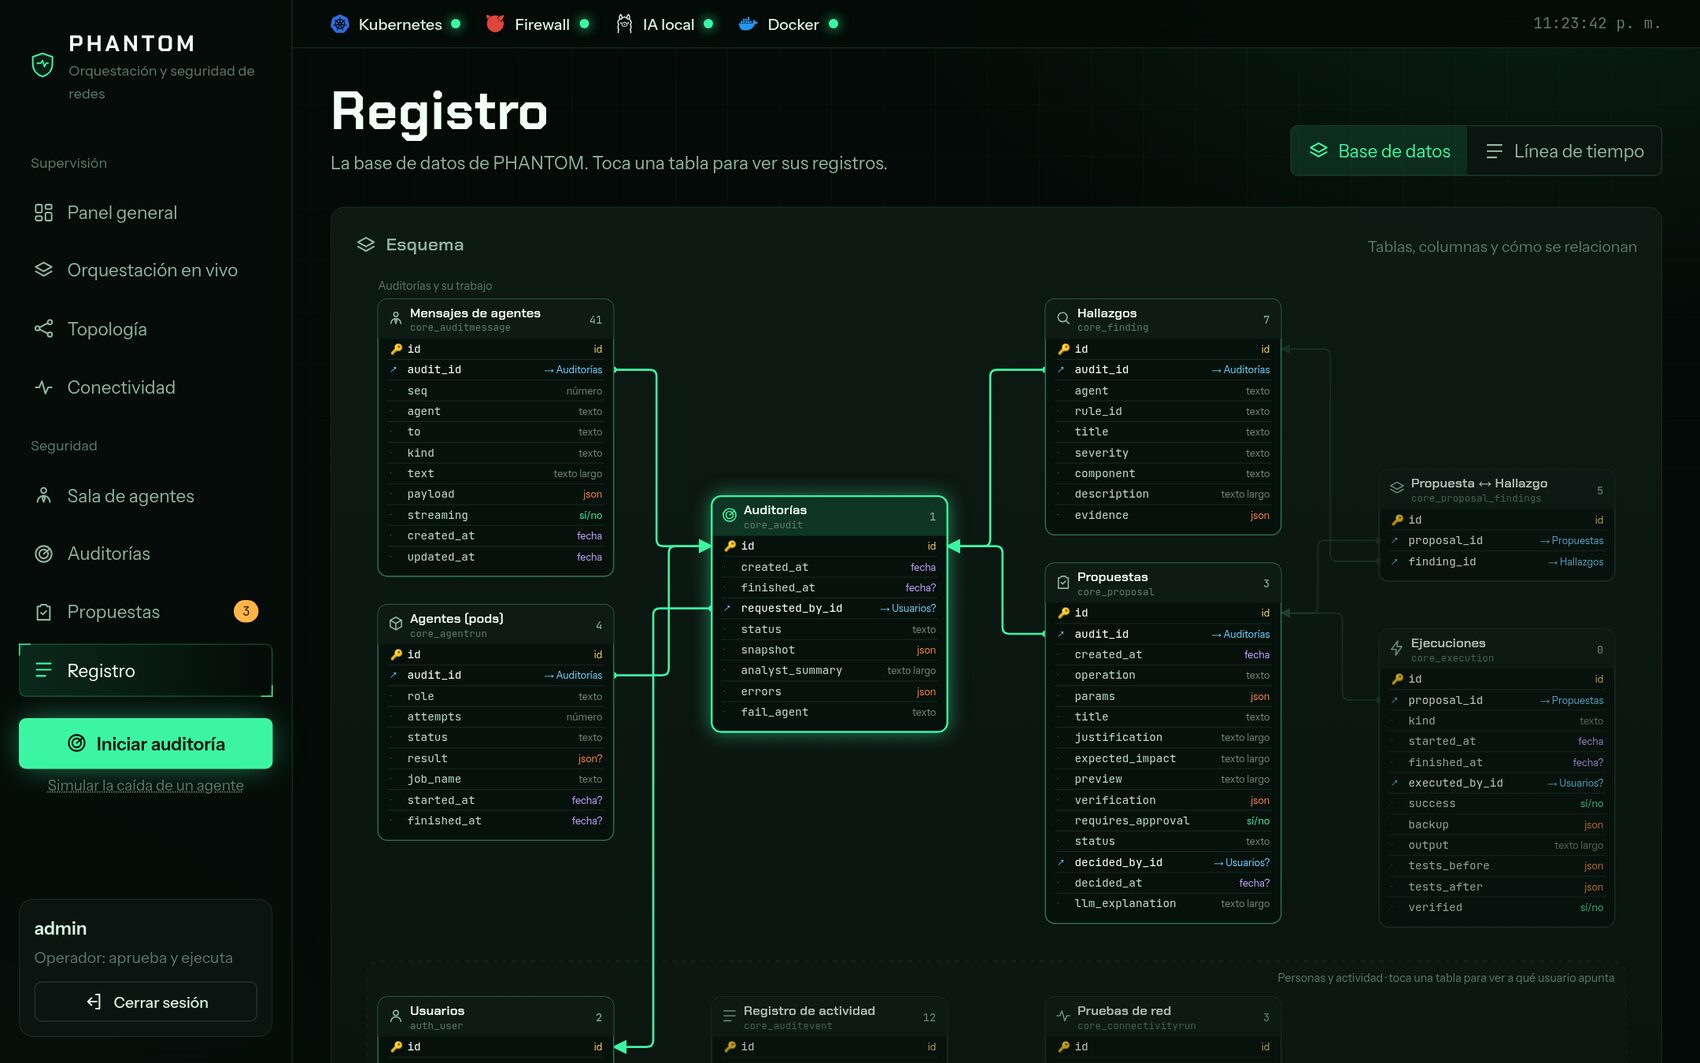 PHANTOM
Orquestación y seguridad de
redes
Supervisión
Panel general
Orquestación en vivo
Topología
Conectividad
Seguridad
Sala de agentes
Auditorías
Propuestas 3
Registro
Iniciar auditoría
Simular la caída de un agente
admin
Operador: aprueba y ejecuta
Cerrar sesión
Kubernetes Firewall IA local Docker 11:23:42 p. m.
Registro
La base de datos de PHANTOM. Toca una tabla para ver sus registros.
Base de datos Línea de tiempo
Esquema
Tablas, columnas y cómo se relacionan
Auditorías y su trabajo
Mensajes de agentes 41
core_auditmessage
id id
audit_id → Auditorías
seq número
agent texto
to texto
kind texto
text texto largo
payload json
streaming sí/no
created_at fecha
updated_at fecha
Agentes (pods) 4
core_agentrun
id id
audit_id → Auditorías
role texto
attempts número
status texto
result json?
job_name texto
started_at fecha?
finished_at fecha?
Auditorías 1
core_audit
id id
created_at fecha
finished_at fecha?
requested_by_id → Usuarios?
status texto
snapshot json
analyst_summary texto largo
errors json
fail_agent texto
Hallazgos 7
core_finding
id id
audit_id → Auditorías
agent texto
rule_id texto
title texto
severity texto
component texto
description texto largo
evidence json
Propuestas 3
core_proposal
id id
audit_id → Auditorías
created_at fecha
operation texto
params json
title texto
justification texto largo
expected_impact texto largo
preview texto largo
verification json
requires_approval sí/no
status texto
decided_by_id → Usuarios?
decided_at fecha?
llm_explanation texto largo
Propuesta ↔ Hallazgo 5
core_proposal_findings
id id
proposal_id → Propuestas
finding_id → Hallazgos
Ejecuciones 0
core_execution
id id
proposal_id → Propuestas
kind texto
started_at fecha
finished_at fecha?
executed_by_id → Usuarios?
success sí/no
backup json
output texto largo
tests_before json
tests_after json
verified sí/no
Personas y actividad · toca una tabla para ver a qué usuario apunta
Usuarios 2
auth_user
id id
Registro de actividad 12
core_auditevent
id id
Pruebas de red 3
core_connectivityrun
id id